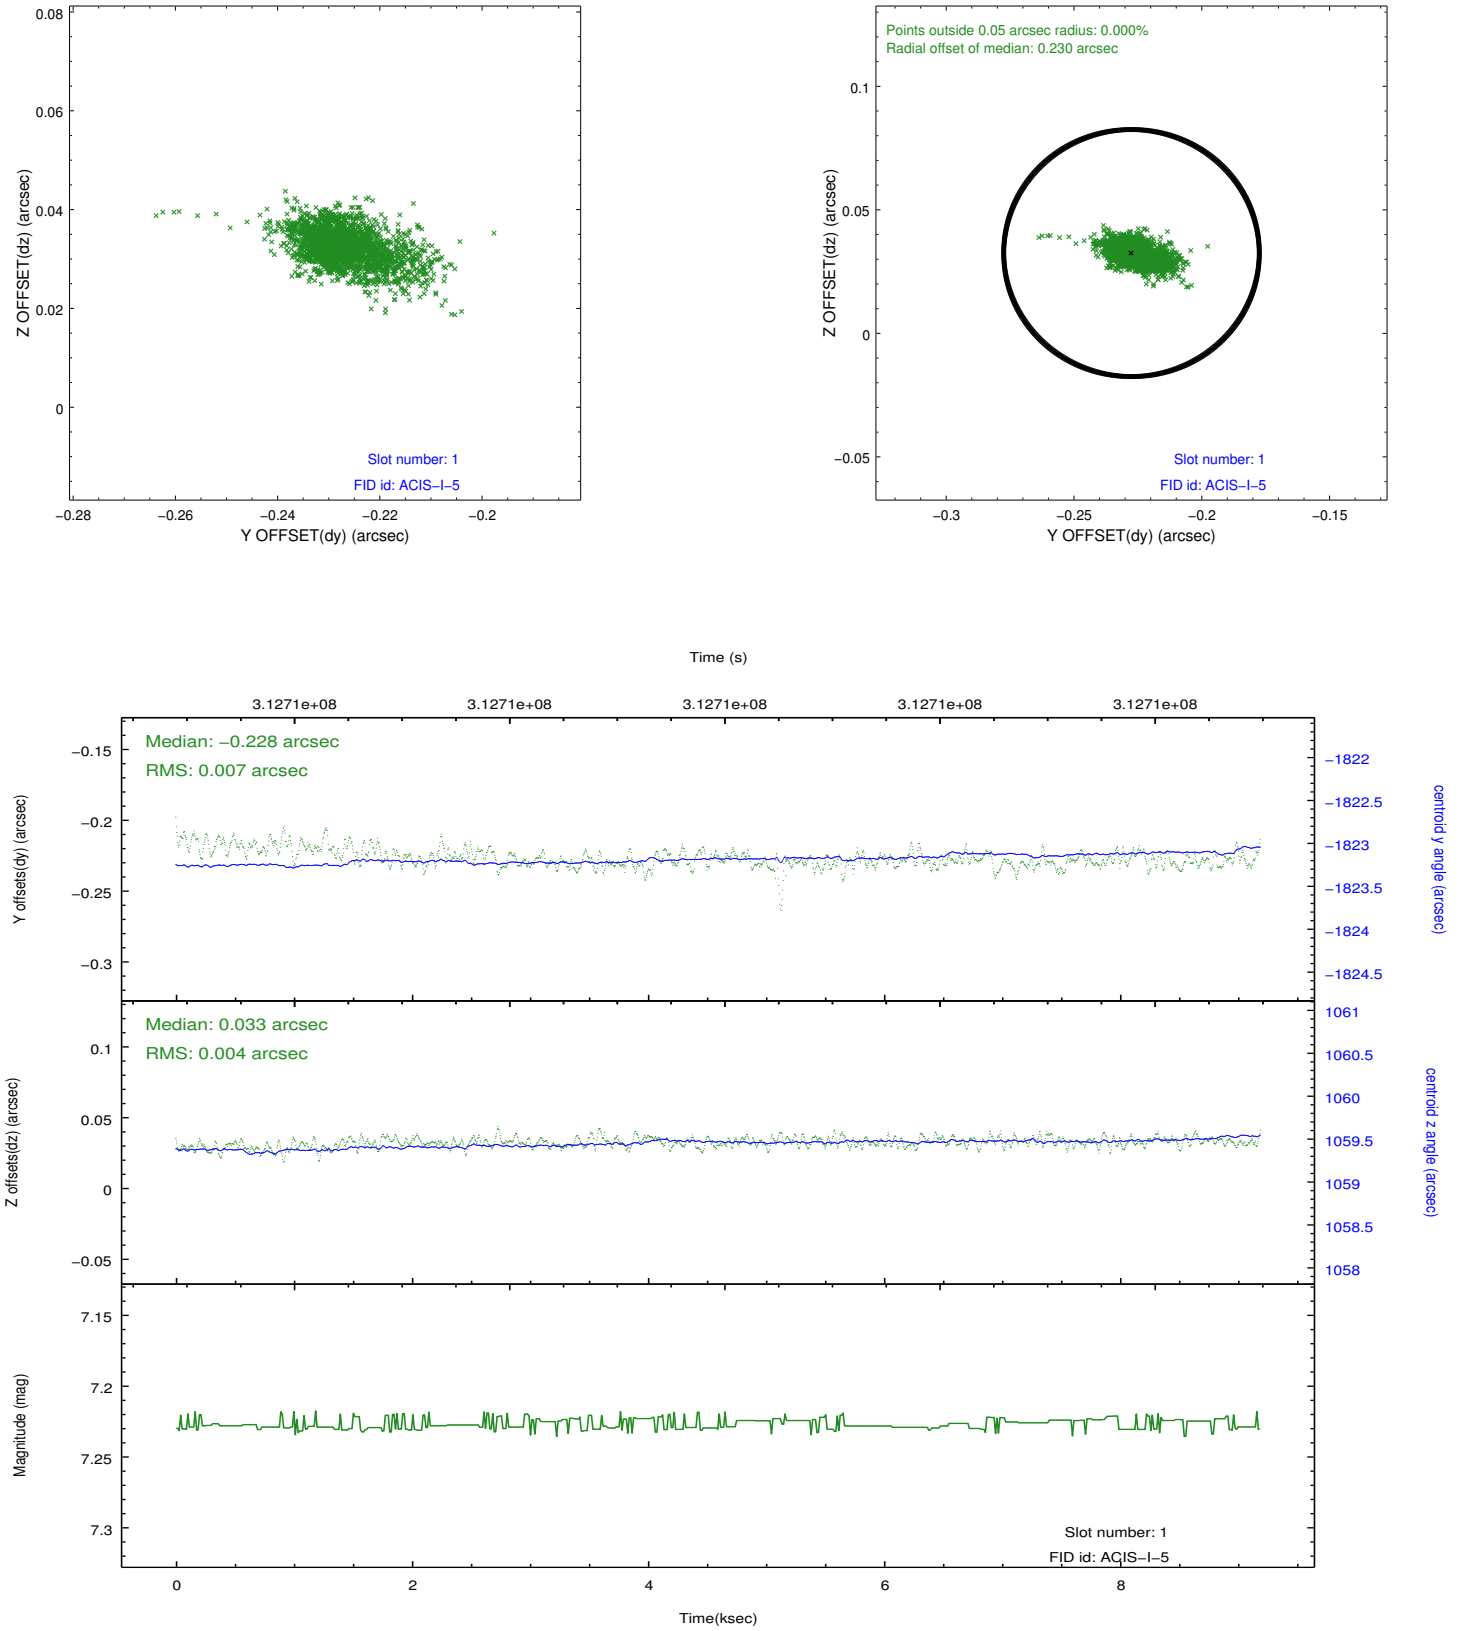 0.08
0.06
0.04
0.02
0
Z OFFSET(dz) (arcsec)
Slot number: 1
FID id: ACIS−I−5
−0.28 −0.26 −0.24 −0.22 −0.2
Y OFFSET(dy) (arcsec)
Points outside 0.05 arcsec radius: 0.000%
Radial offset of median: 0.230 arcsec
0.1
0.05
0
−0.05
Z OFFSET(dz) (arcsec)
Slot number: 1
FID id: ACIS−I−5
−0.3 −0.25 −0.2 −0.15
Y OFFSET(dy) (arcsec)
Time (s)
3.1271e+08 3.1271e+08 3.1271e+08 3.1271e+08 3.1271e+08
Median: −0.228 arcsec
RMS: 0.007 arcsec
−0.15
−0.2
−0.25
−0.3
Y offsets(dy) (arcsec)
−1822
−1822.5
−1823
−1823.5
−1824
−1824.5
centroid y angle (arcsec)
Median: 0.033 arcsec
RMS: 0.004 arcsec
0.1
0.05
0
−0.05
Z offsets(dz) (arcsec)
1061
1060.5
1060
1059.5
1059
1058.5
1058
centroid z angle (arcsec)
7.15
7.2
7.25
7.3
Magnitude (mag)
Slot number: 1
FID id: ACIS−I−5
0 2 4 6 8
Time(ksec)